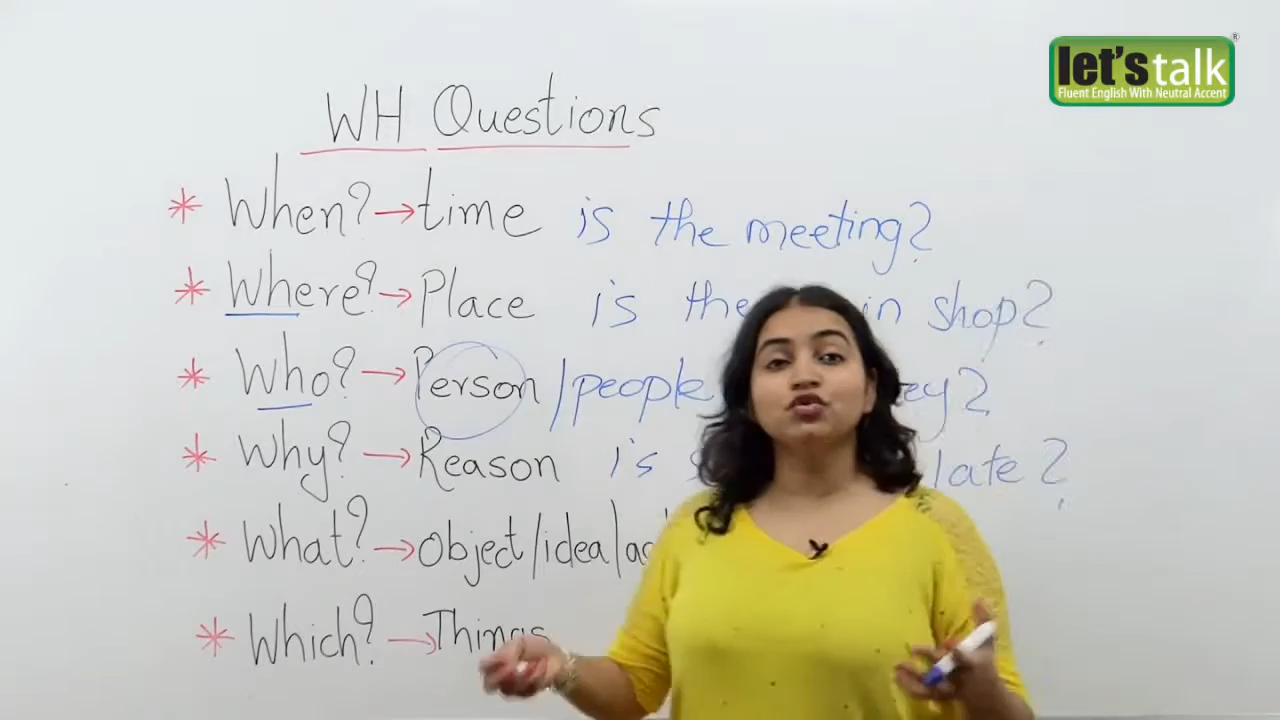 let's talk ®
Fluent English With Neutral Accent
WH Questions
* When? → time is the meeting?
* Where? → Place is the in shop?
* Who? → Person / people
* Why? → Reason is late?
* What? → Object / idea /
* Which? → Things